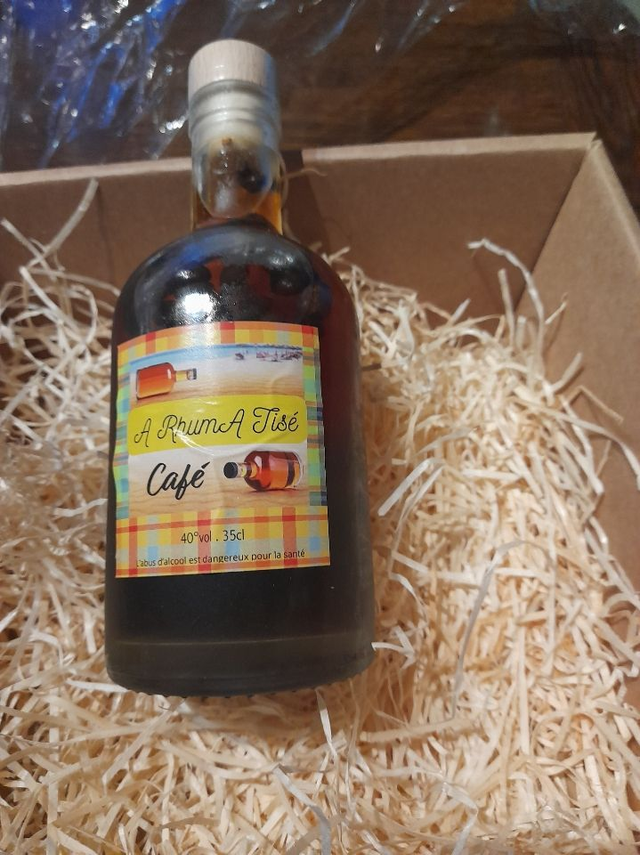 A RhumA Tisé
Café
40°vol . 35cl
L'abus d'alcool est dangereux pour la santé